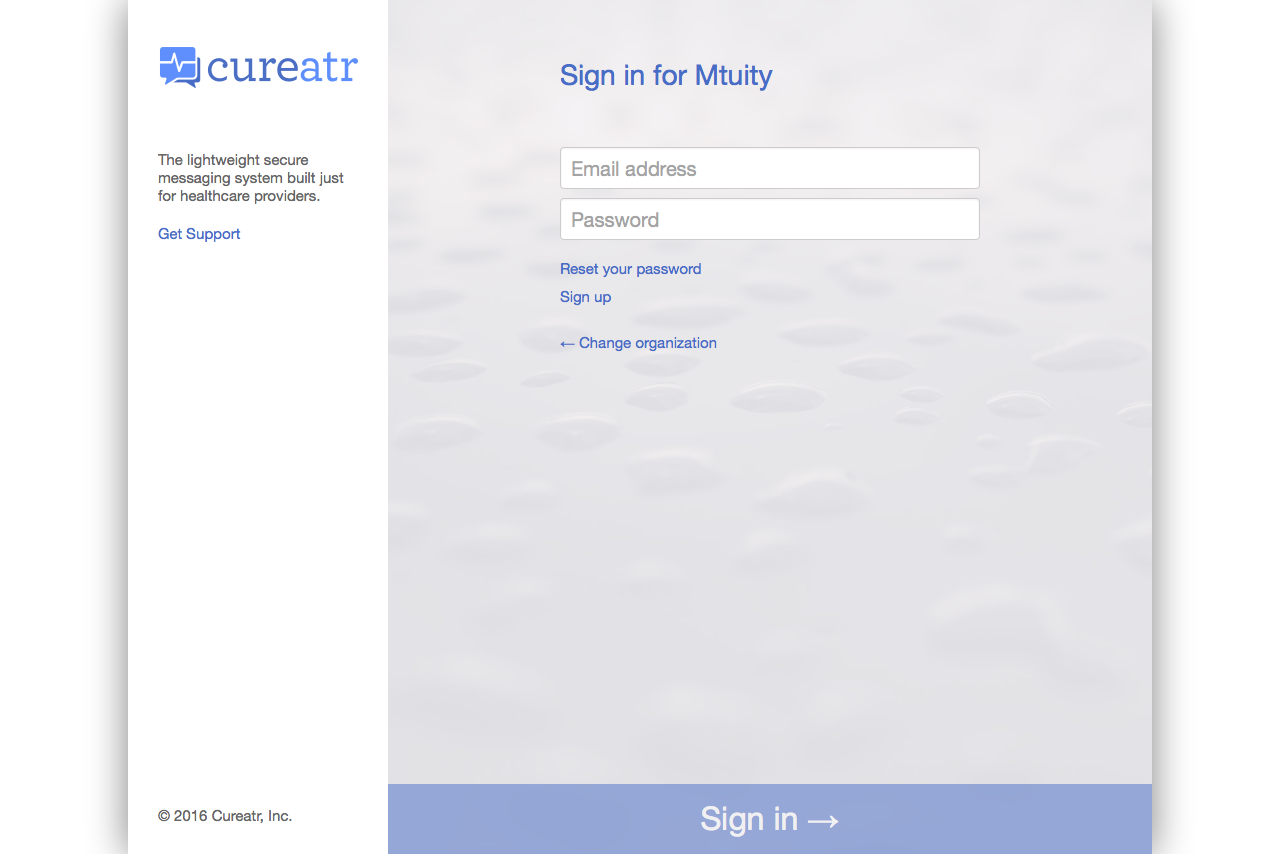 cureatr
The lightweight secure
messaging system built just
for healthcare providers.
Get Support
© 2016 Cureatr, Inc.
Sign in for Mtuity
Email address
Password
Reset your password
Sign up
← Change organization
Sign in →